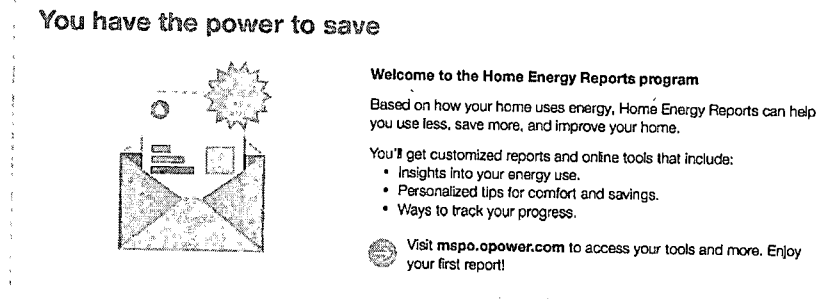 You have the power to save
Welcome to the Home Energy Reports program
Based on how your home uses energy, Home Energy Reports can help
you use less, save more, and improve your home.
You'll get customized reports and online tools that include:
• Insights into your energy use.
• Personalized tips for comfort and savings.
• Ways to track your progress.
Visit mspo.opower.com to access your tools and more. Enjoy
your first report!